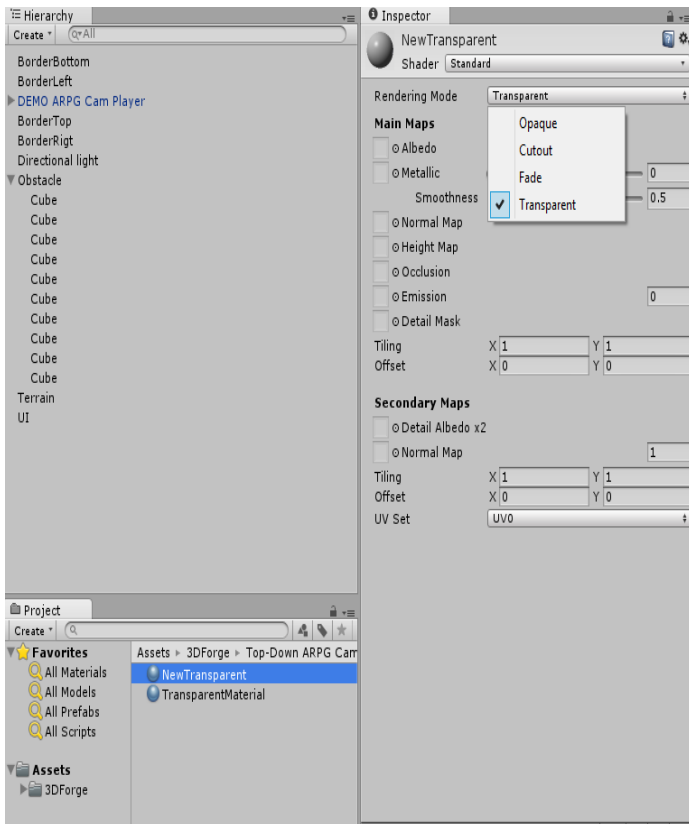 Hierarchy
Create
All
BorderBottom
BorderLeft
DEMO ARPG Cam Player
BorderTop
BorderRigt
Directional light
Obstacle
Cube
Cube
Cube
Cube
Cube
Cube
Cube
Cube
Cube
Cube
Terrain
UI
Project
Create
Favorites
All Materials
All Models
All Prefabs
All Scripts
Assets
3DForge
Assets ▸ 3DForge ▸ Top-Down ARPG Cam
NewTransparent
TransparentMaterial
Inspector
NewTransparent
Shader Standard
Rendering Mode Transparent
Opaque
Cutout
Fade
Transparent
Main Maps
Albedo
Metallic 0
Smoothness 0.5
Normal Map
Height Map
Occlusion
Emission 0
Detail Mask
Tiling X 1 Y 1
Offset X 0 Y 0
Secondary Maps
Detail Albedo x2
Normal Map 1
Tiling X 1 Y 1
Offset X 0 Y 0
UV Set UV0